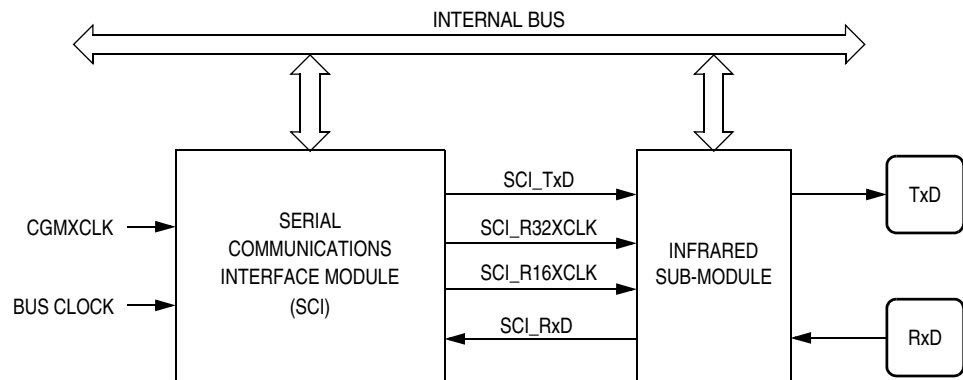 INTERNAL BUS
CGMXCLK
BUS CLOCK
SERIAL
COMMUNICATIONS
INTERFACE MODULE
(SCI)
SCI_TxD
SCI_R32XCLK
SCI_R16XCLK
SCI_RxD
INFRARED
SUB-MODULE
TxD
RxD